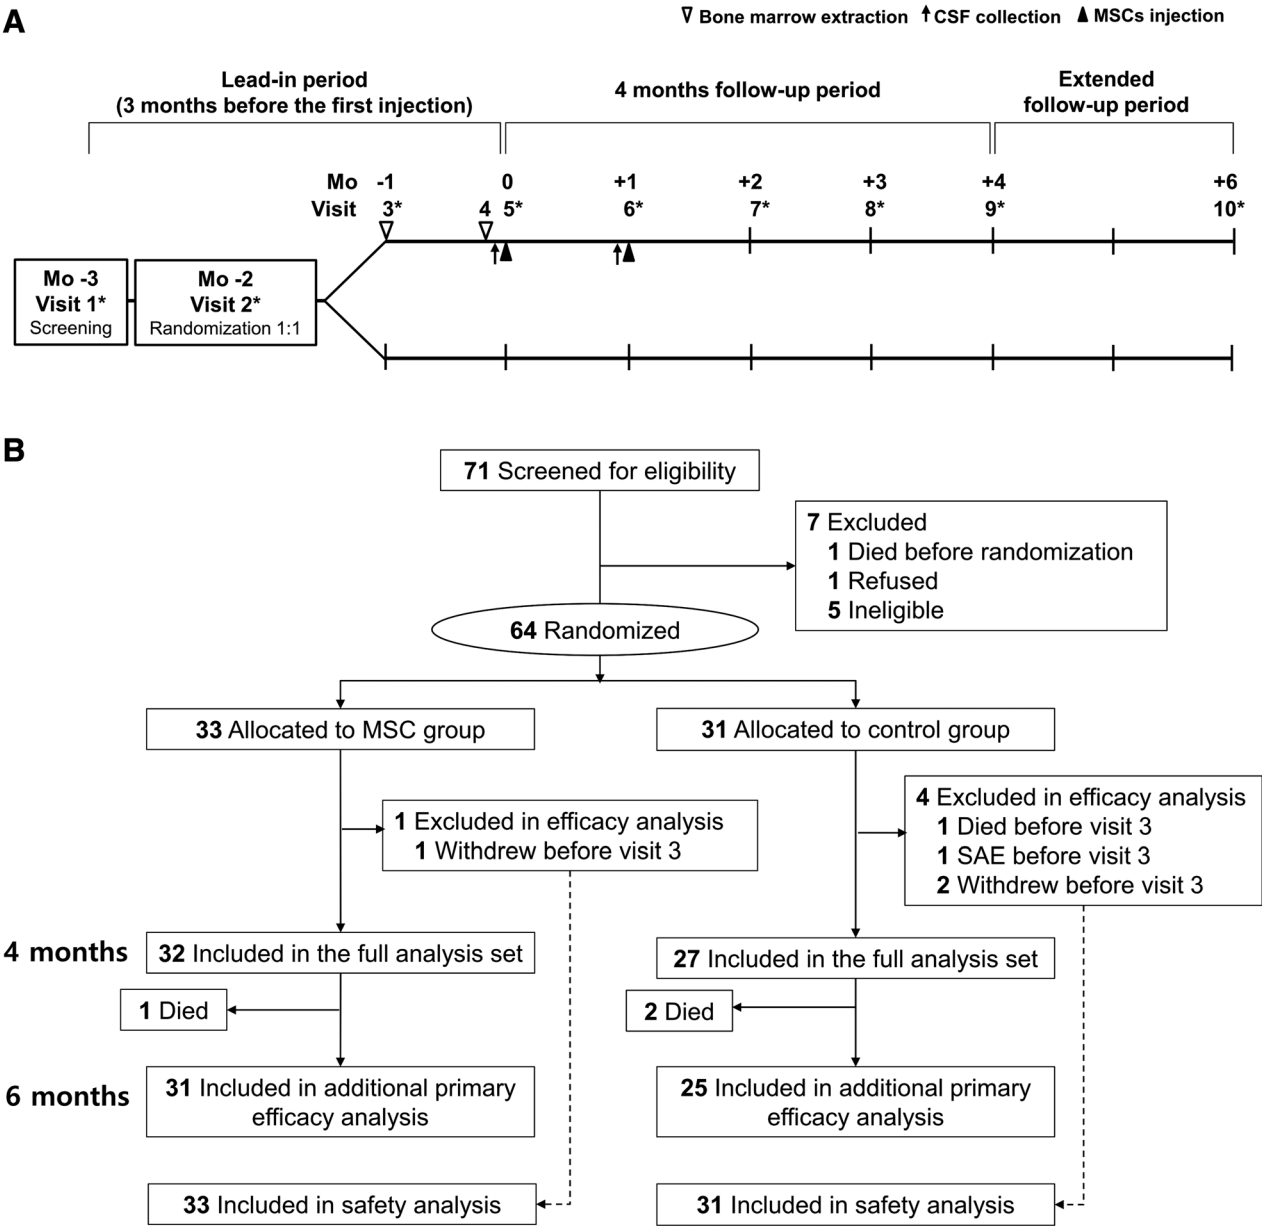 A
Bone marrow extraction CSF collection MSCs injection
Lead-in period
(3 months before the first injection)
4 months follow-up period
Extended
follow-up period
Mo -1 0 +1 +2 +3 +4 +6
Visit 3* 4 5* 6* 7* 8* 9* 10*
Mo -3
Visit 1*
Screening
Mo -2
Visit 2*
Randomization 1:1
B
71 Screened for eligibility
7 Excluded
1 Died before randomization
1 Refused
5 Ineligible
64 Randomized
33 Allocated to MSC group
31 Allocated to control group
1 Excluded in efficacy analysis
1 Withdrew before visit 3
4 Excluded in efficacy analysis
1 Died before visit 3
1 SAE before visit 3
2 Withdrew before visit 3
4 months
32 Included in the full analysis set
27 Included in the full analysis set
1 Died
2 Died
6 months
31 Included in additional primary
efficacy analysis
25 Included in additional primary
efficacy analysis
33 Included in safety analysis
31 Included in safety analysis